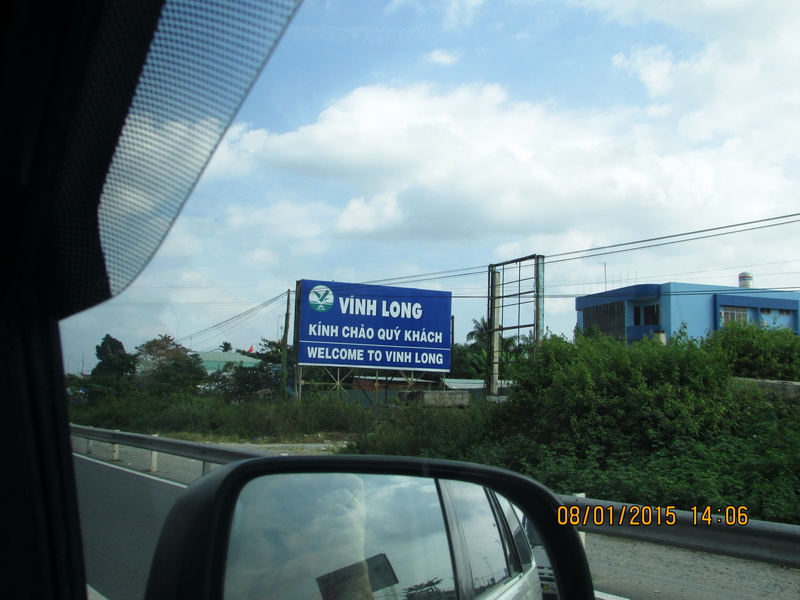 VĨNH LONG
KÍNH CHÀO QUÝ KHÁCH
WELCOME TO VINH LONG
08/01/2015 14:06